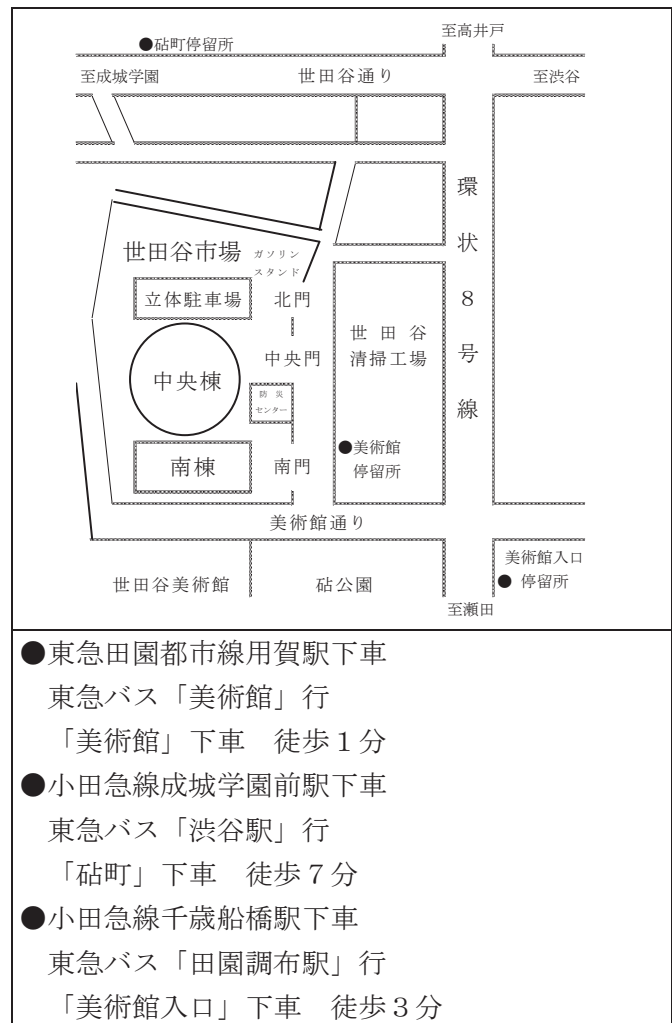 至高井戸
●砧町停留所
至成城学園
世田谷通り
至渋谷
環状8号線
世田谷市場
ガソリン
スタンド
立体駐車場
北門
世田谷
清掃工場
中央門
中央棟
防災
センター
●美術館
停留所
南棟
南門
美術館通り
美術館入口
● 停留所
世田谷美術館
砧公園
至瀬田
●東急田園都市線用賀駅下車
東急バス「美術館」行
「美術館」下車 徒歩1分
●小田急線成城学園前駅下車
東急バス「渋谷駅」行
「砧町」下車 徒歩7分
●小田急線千歳船橋駅下車
東急バス「田園調布駅」行
「美術館入口」下車 徒歩3分